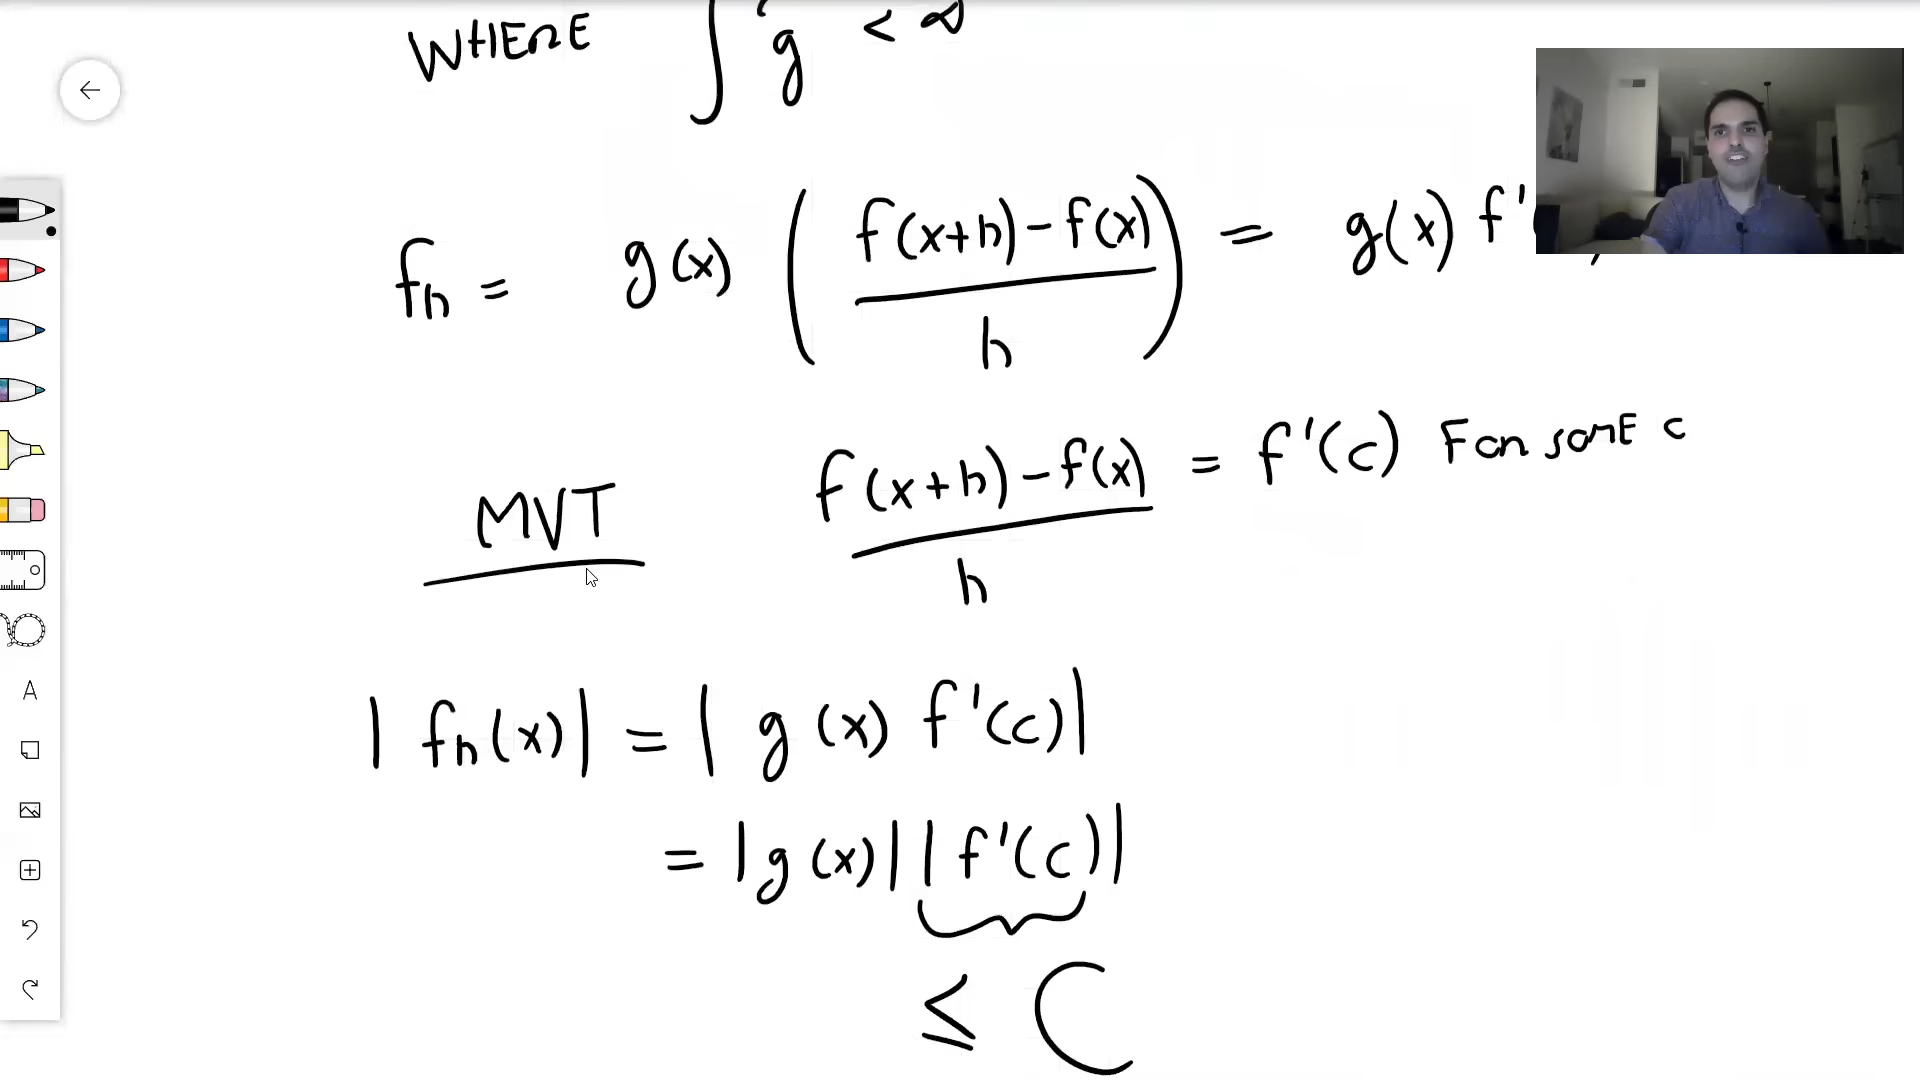 WHERE ∫ g < ∞
fh = g(x) ( f(x+h) - f(x) / h ) = g(x) f'
MVT f(x+h) - f(x) / h = f'(c) FOR SOME C
| fh(x) | = | g(x) f'(c) |
= | g(x) | | f'(c) |
≤ C
A